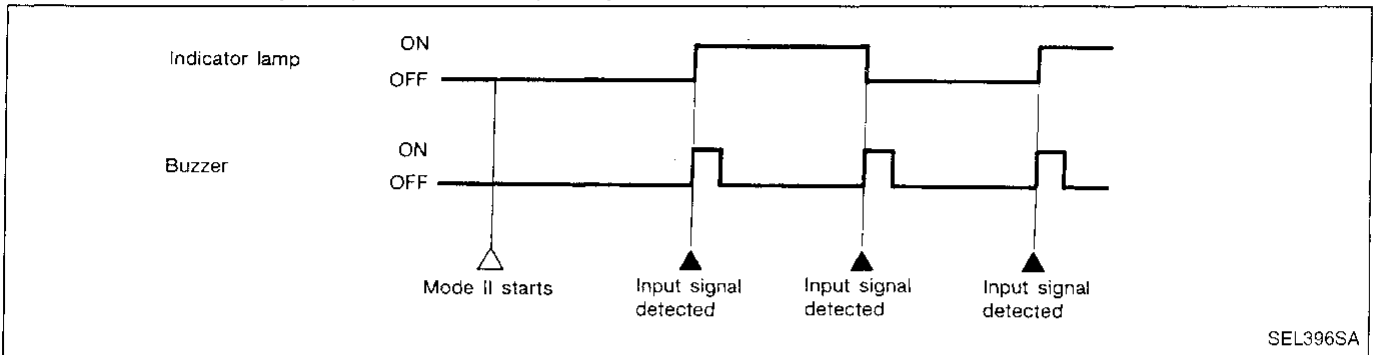 Indicator lamp
ON
OFF
Buzzer
ON
OFF
Mode II starts
Input signal
detected
Input signal
detected
Input signal
detected
SEL396SA